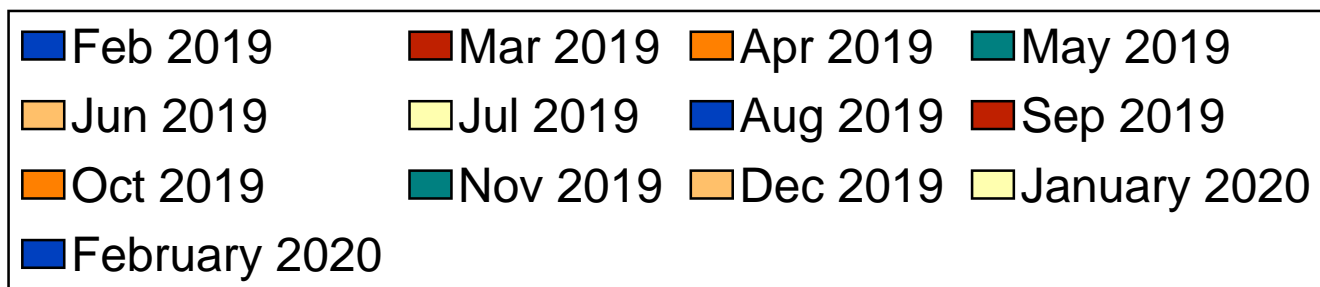 Feb 2019 Mar 2019 Apr 2019 May 2019
Jun 2019 Jul 2019 Aug 2019 Sep 2019
Oct 2019 Nov 2019 Dec 2019 January 2020
February 2020